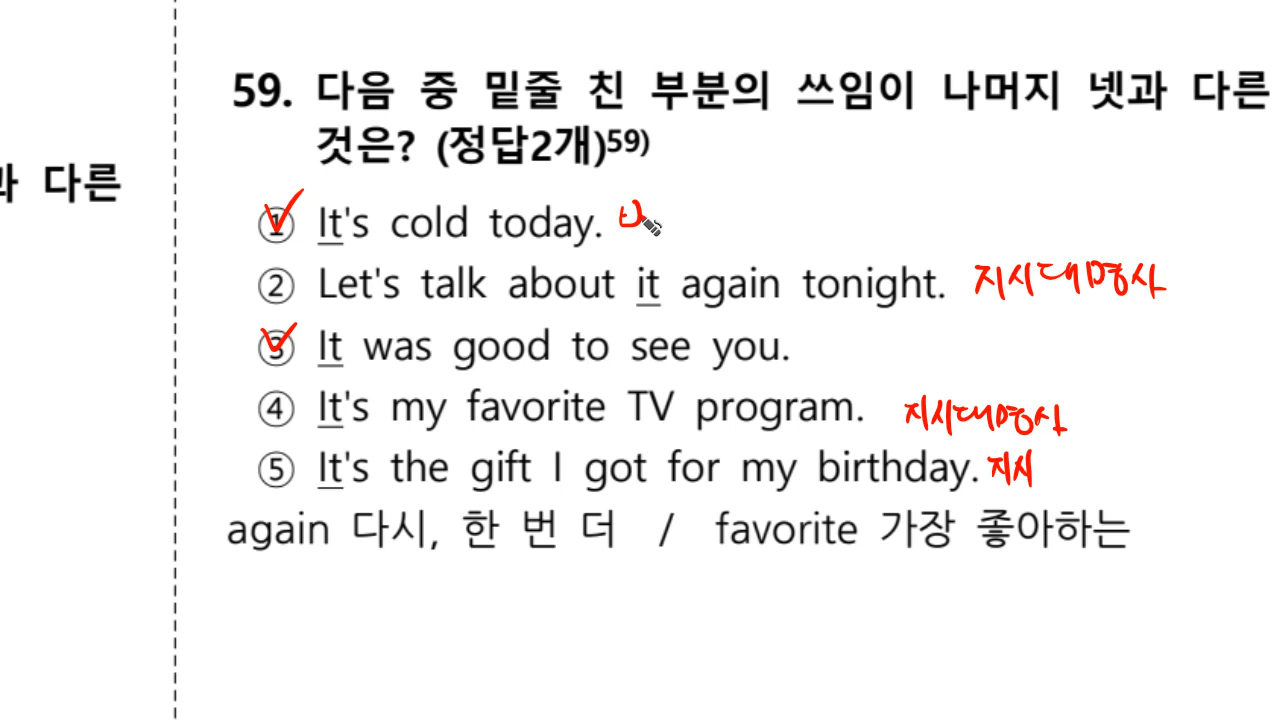 과 다른
59. 다음 중 밑줄 친 부분의 쓰임이 나머지 넷과 다른
것은? (정답2개)59)
① It's cold today.
② Let's talk about it again tonight. 지시대명사
③ It was good to see you.
④ It's my favorite TV program. 지시대명사
⑤ It's the gift I got for my birthday. 지시
again 다시, 한 번 더 / favorite 가장 좋아하는